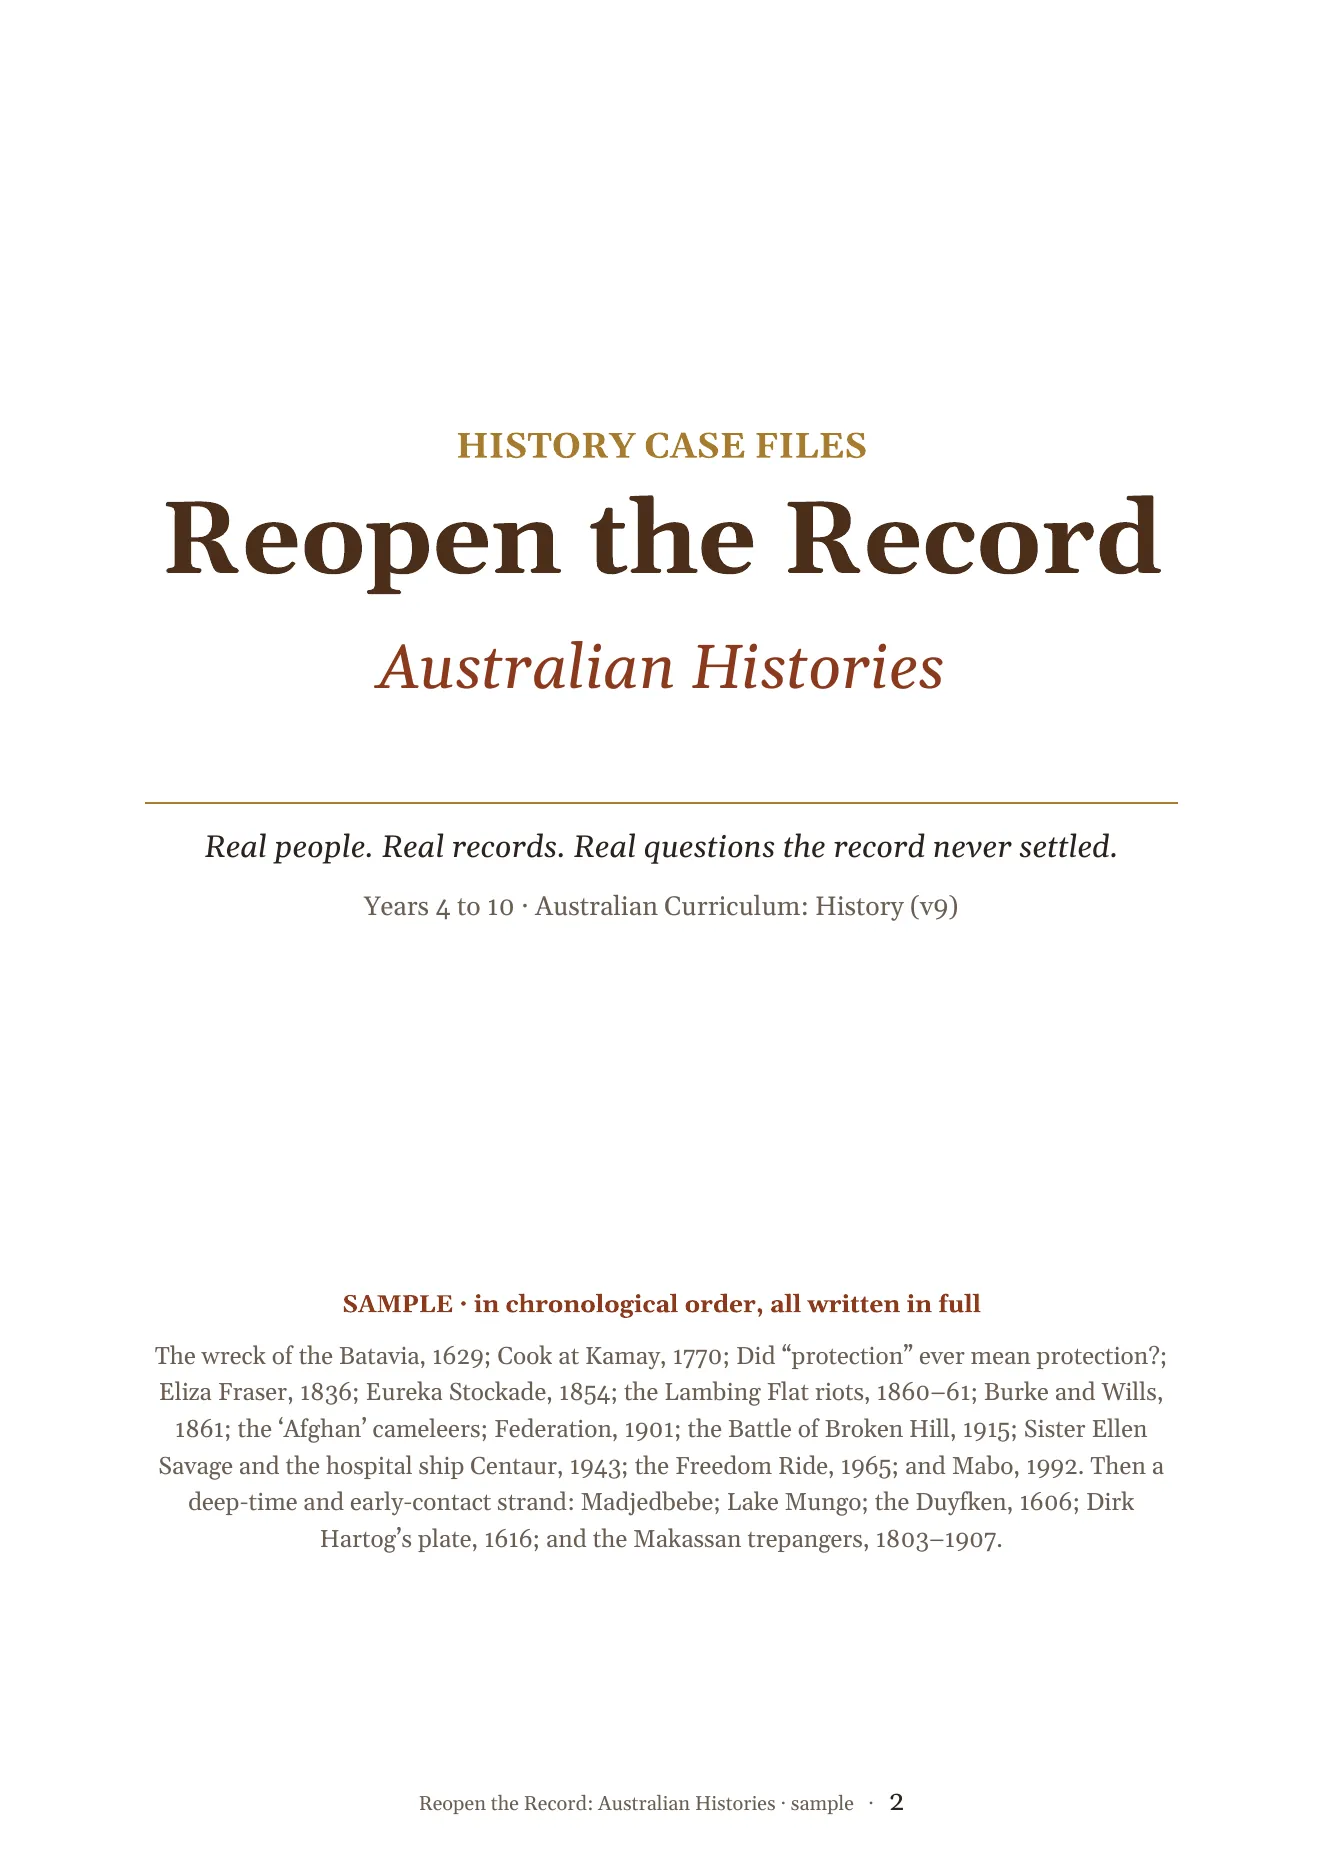 HISTORY CASE FILES
Reopen the Record
Australian Histories
Real people. Real records. Real questions the record never settled.
Years 4 to 10 · Australian Curriculum: History (v9)
SAMPLE · in chronological order, all written in full
The wreck of the Batavia, 1629; Cook at Kamay, 1770; Did “protection” ever mean protection?;
Eliza Fraser, 1836; Eureka Stockade, 1854; the Lambing Flat riots, 1860–61; Burke and Wills,
1861; the ‘Afghan’ cameleers; Federation, 1901; the Battle of Broken Hill, 1915; Sister Ellen
Savage and the hospital ship Centaur, 1943; the Freedom Ride, 1965; and Mabo, 1992. Then a
deep-time and early-contact strand: Madjedbebe; Lake Mungo; the Duyfken, 1606; Dirk
Hartog’s plate, 1616; and the Makassan trepangers, 1803–1907.
Reopen the Record: Australian Histories · sample · 2